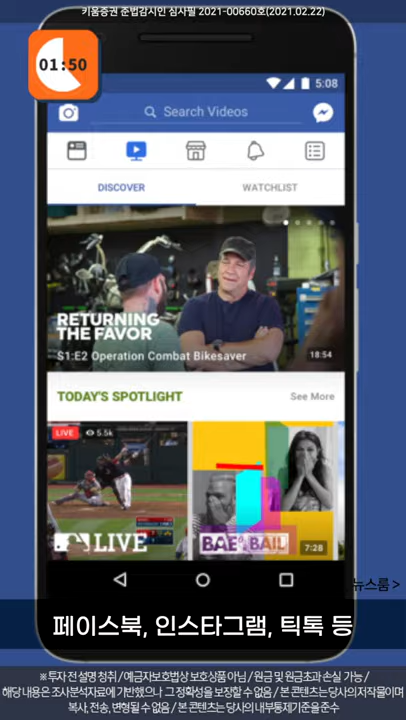 키움증권 준법감시인 심사필 2021-00660호(2021.02.22)
01:50
5:08
Search Videos
DISCOVER
WATCHLIST
RETURNING
THE FAVOR
S1:E2 Operation Combat Bikesaver
18:54
TODAY'S SPOTLIGHT
See More
LIVE
5.5k
LIVE
BAE OR BAIL
7:28
뉴스룸 >
페이스북, 인스타그램, 틱톡 등
※ 투자 전 설명 청취 / 예금자보호법상 보호상품 아님 / 원금 및 원금초과 손실 가능 /
해당 내용은 조사분석자료에 기반했으나 그 정확성을 보장할 수 없음 / 본 콘텐츠는 당사의 저작물이며
복사, 전송, 변형될 수 없음 / 본 콘텐츠는 당사의 내부통제기준을 준수